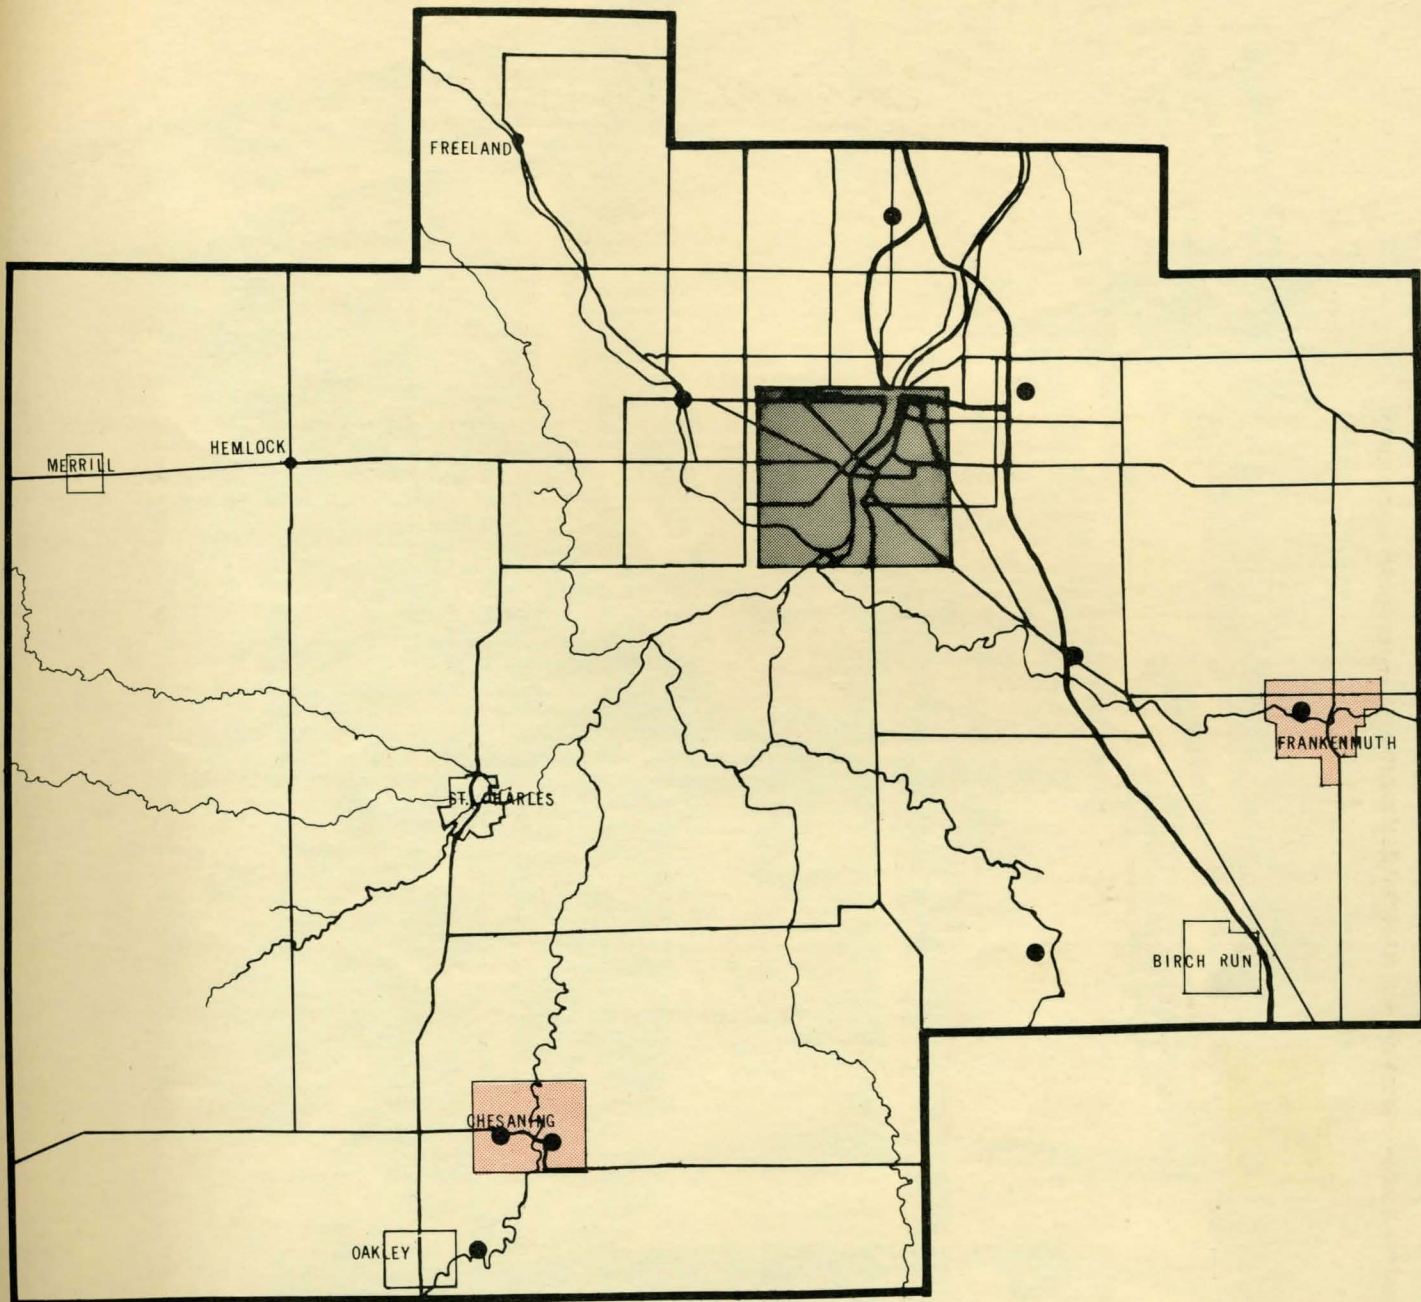 FREELAND
HEMLOCK
MERRILL
FRANKENMUTH
ST. CHARLES
BIRCH RUN
CHESANING
OAKLEY